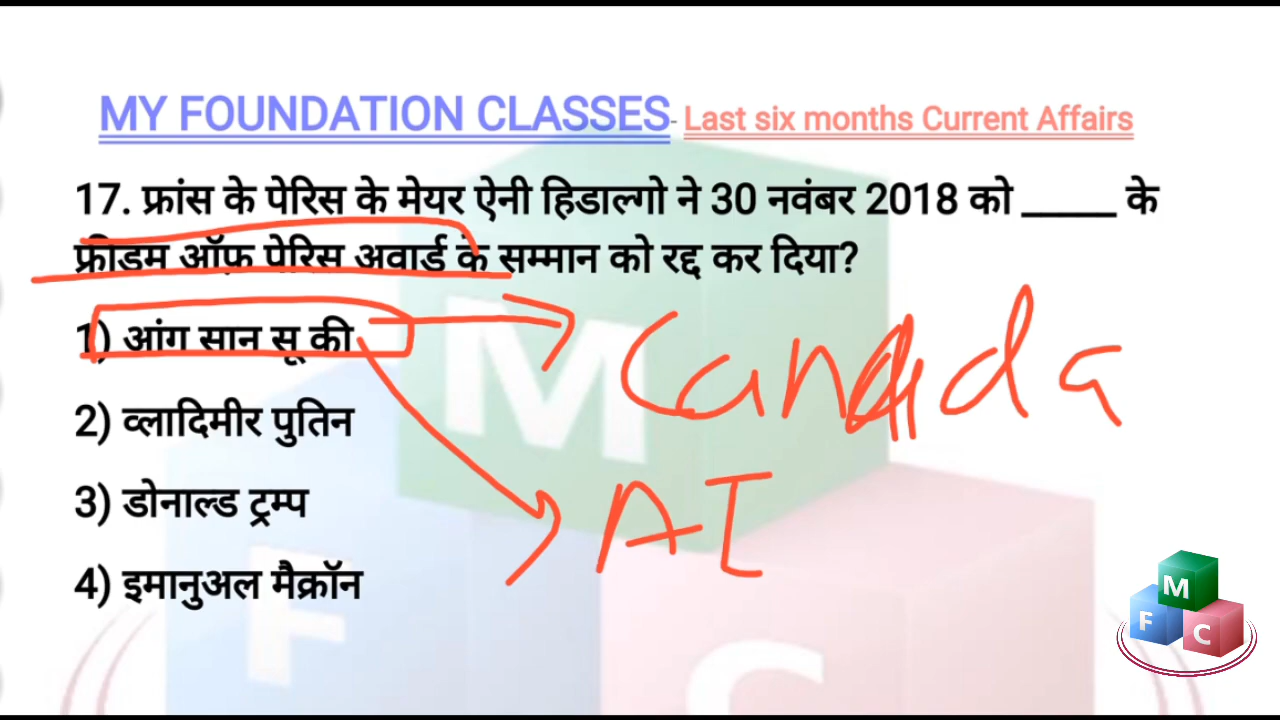 MY FOUNDATION CLASSES- Last six months Current Affairs
17. फ्रांस के पेरिस के मेयर ऐनी हिडाल्गो ने 30 नवंबर 2018 को _____ के
फ्रीडम ऑफ़ पेरिस अवार्ड के सम्मान को रद्द कर दिया?
1) आंग सान सू की
Canada
2) व्लादिमीर पुतिन
3) डोनाल्ड ट्रम्प
AI
4) इमानुअल मैक्रॉन
M
F
C
M
F
C